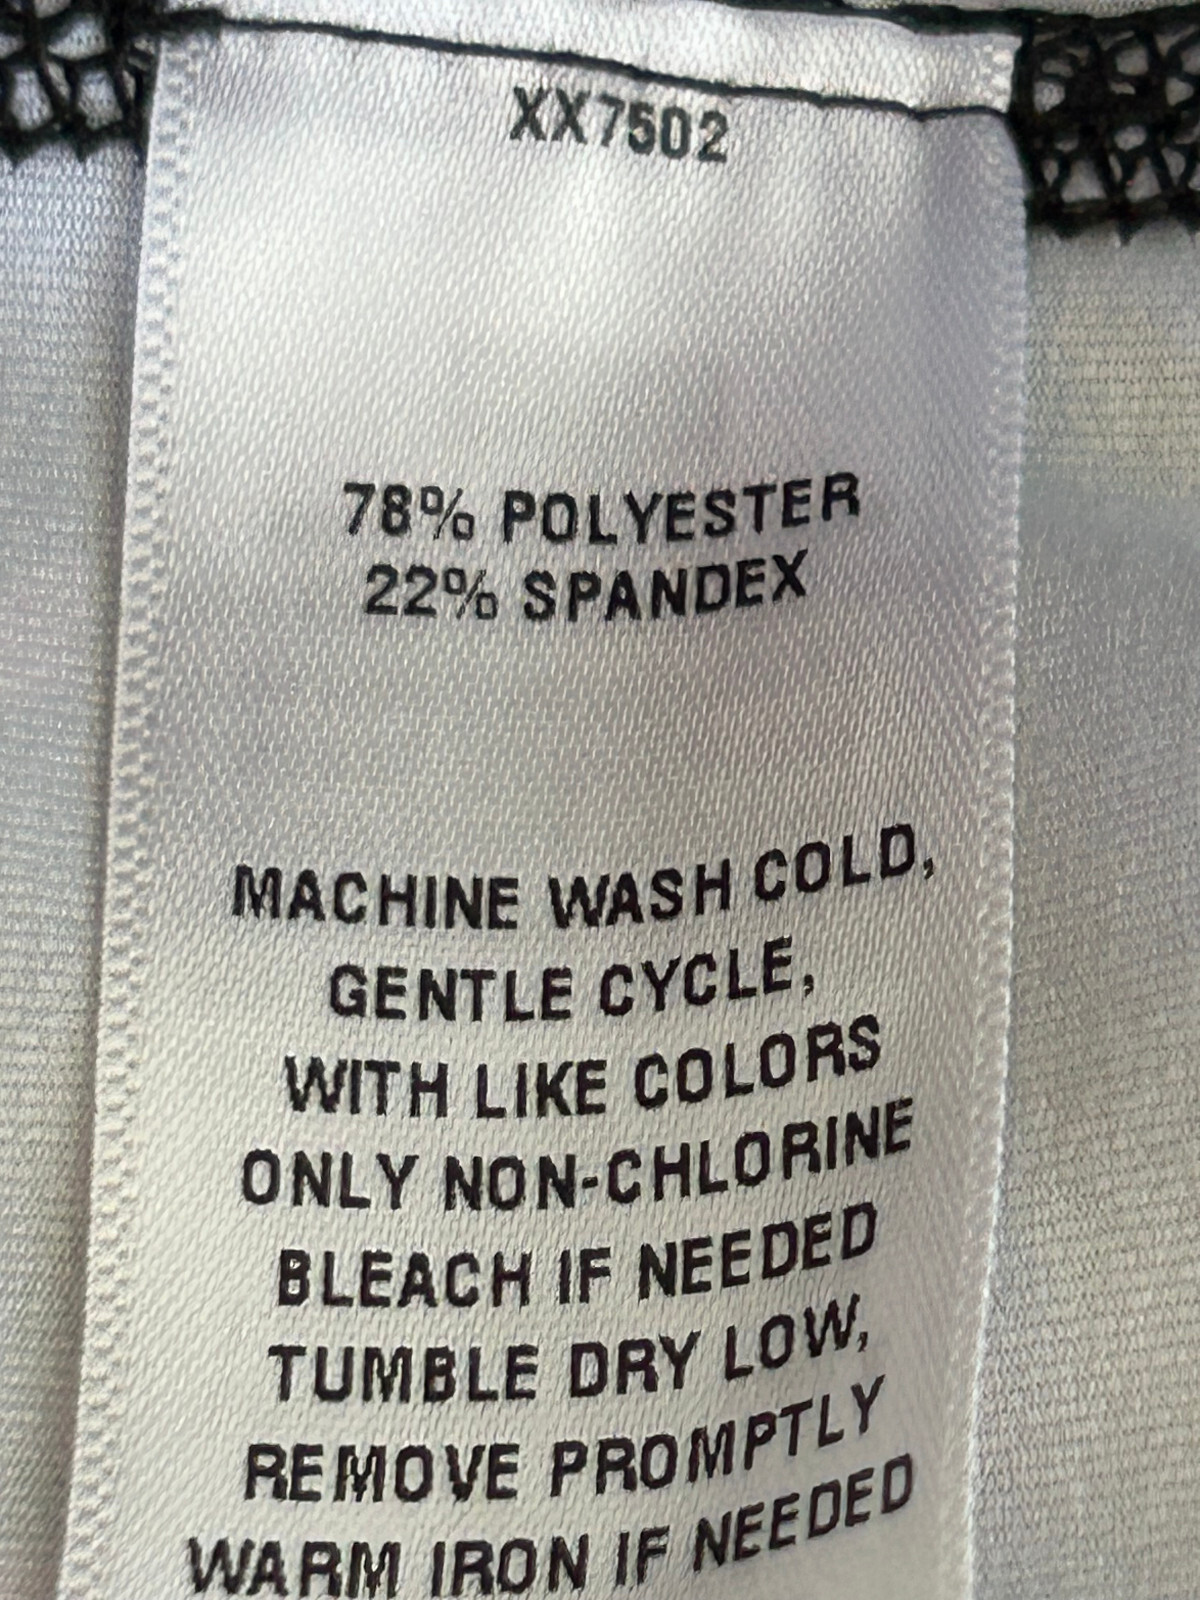 XX7502
78% POLYESTER
22% SPANDEX
MACHINE WASH COLD,
GENTLE CYCLE,
WITH LIKE COLORS
ONLY NON-CHLORINE
BLEACH IF NEEDED
TUMBLE DRY LOW,
REMOVE PROMPTLY
WARM IRON IF NEEDED